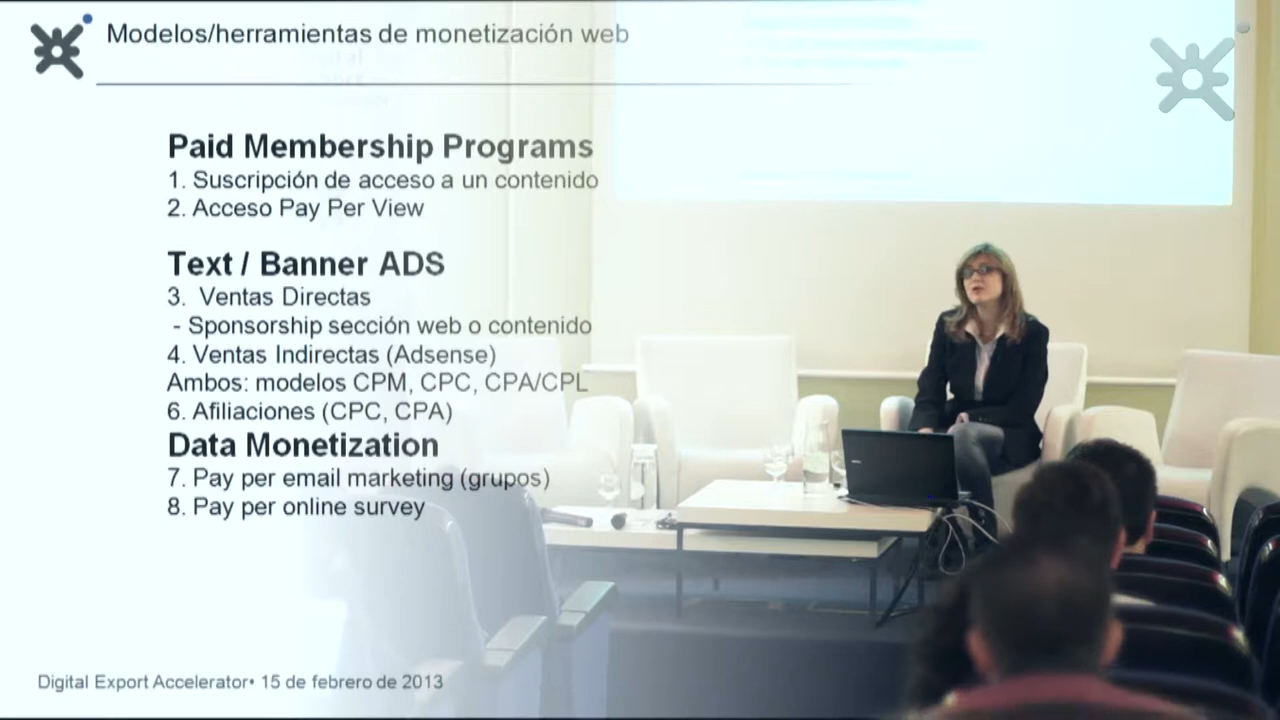 Modelos/herramientas de monetización web
Paid Membership Programs
1. Suscripción de acceso a un contenido
2. Acceso Pay Per View
Text / Banner ADS
3.  Ventas Directas
- Sponsorship sección web o contenido
4. Ventas Indirectas (Adsense)
Ambos: modelos CPM, CPC, CPA/CPL
6. Afiliaciones (CPC, CPA)
Data Monetization
7. Pay per email marketing (grupos)
8. Pay per online survey
Digital Export Accelerator• 15 de febrero de 2013